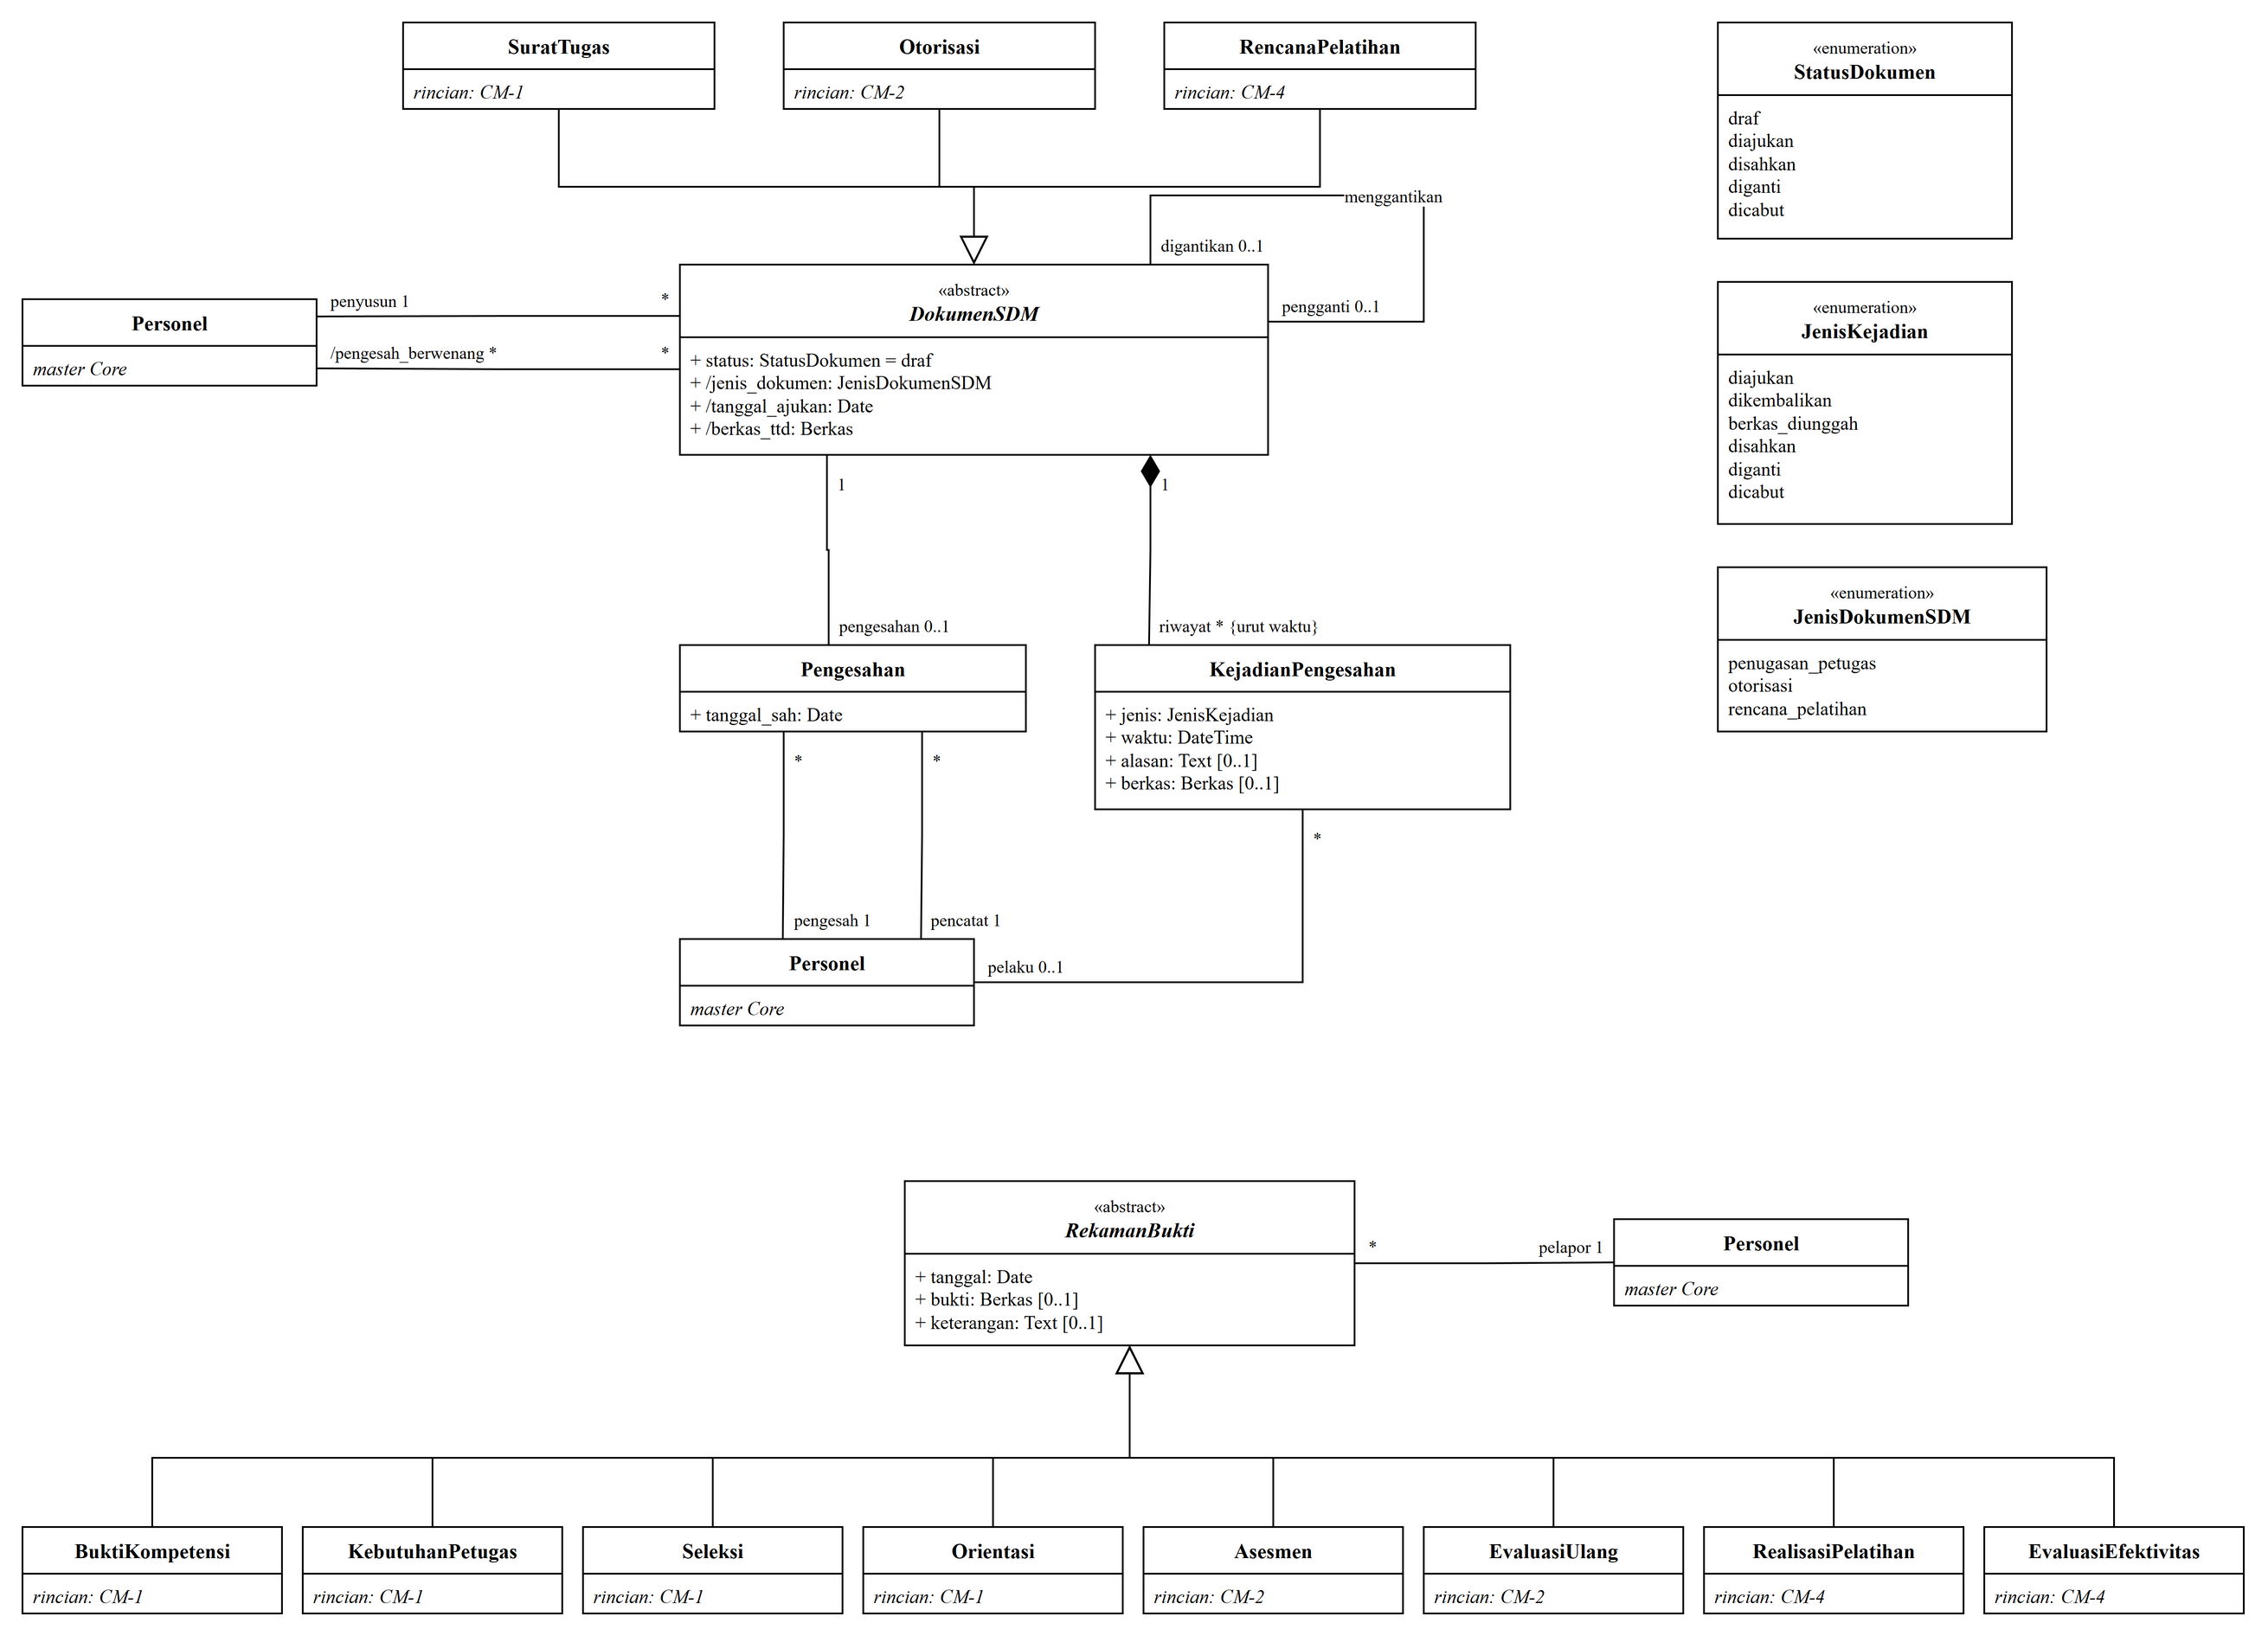 SuratTugas
rincian: CM-1
Otorisasi
rincian: CM-2
RencanaPelatihan
rincian: CM-4
«enumeration»
StatusDokumen
draf
diajukan
disahkan
diganti
dicabut
menggantikan
digantikan 0..1
pengganti 0..1
«abstract»
DokumenSDM
+ status: StatusDokumen = draf
+ /jenis_dokumen: JenisDokumenSDM
+ /tanggal_ajukan: Date
+ /berkas_ttd: Berkas
Personel
master Core
penyusun 1
*
/pengesah_berwenang *
*
«enumeration»
JenisKejadian
diajukan
dikembalikan
berkas_diunggah
disahkan
diganti
dicabut
1
1
pengesahan 0..1
riwayat * {urut waktu}
«enumeration»
JenisDokumenSDM
penugasan_petugas
otorisasi
rencana_pelatihan
Pengesahan
+ tanggal_sah: Date
KejadianPengesahan
+ jenis: JenisKejadian
+ waktu: DateTime
+ alasan: Text [0..1]
+ berkas: Berkas [0..1]
*
*
*
pengesah 1
pencatat 1
pelaku 0..1
Personel
master Core
«abstract»
RekamanBukti
+ tanggal: Date
+ bukti: Berkas [0..1]
+ keterangan: Text [0..1]
*
pelapor 1
Personel
master Core
BuktiKompetensi
rincian: CM-1
KebutuhanPetugas
rincian: CM-1
Seleksi
rincian: CM-1
Orientasi
rincian: CM-1
Asesmen
rincian: CM-2
EvaluasiUlang
rincian: CM-2
RealisasiPelatihan
rincian: CM-4
EvaluasiEfektivitas
rincian: CM-4